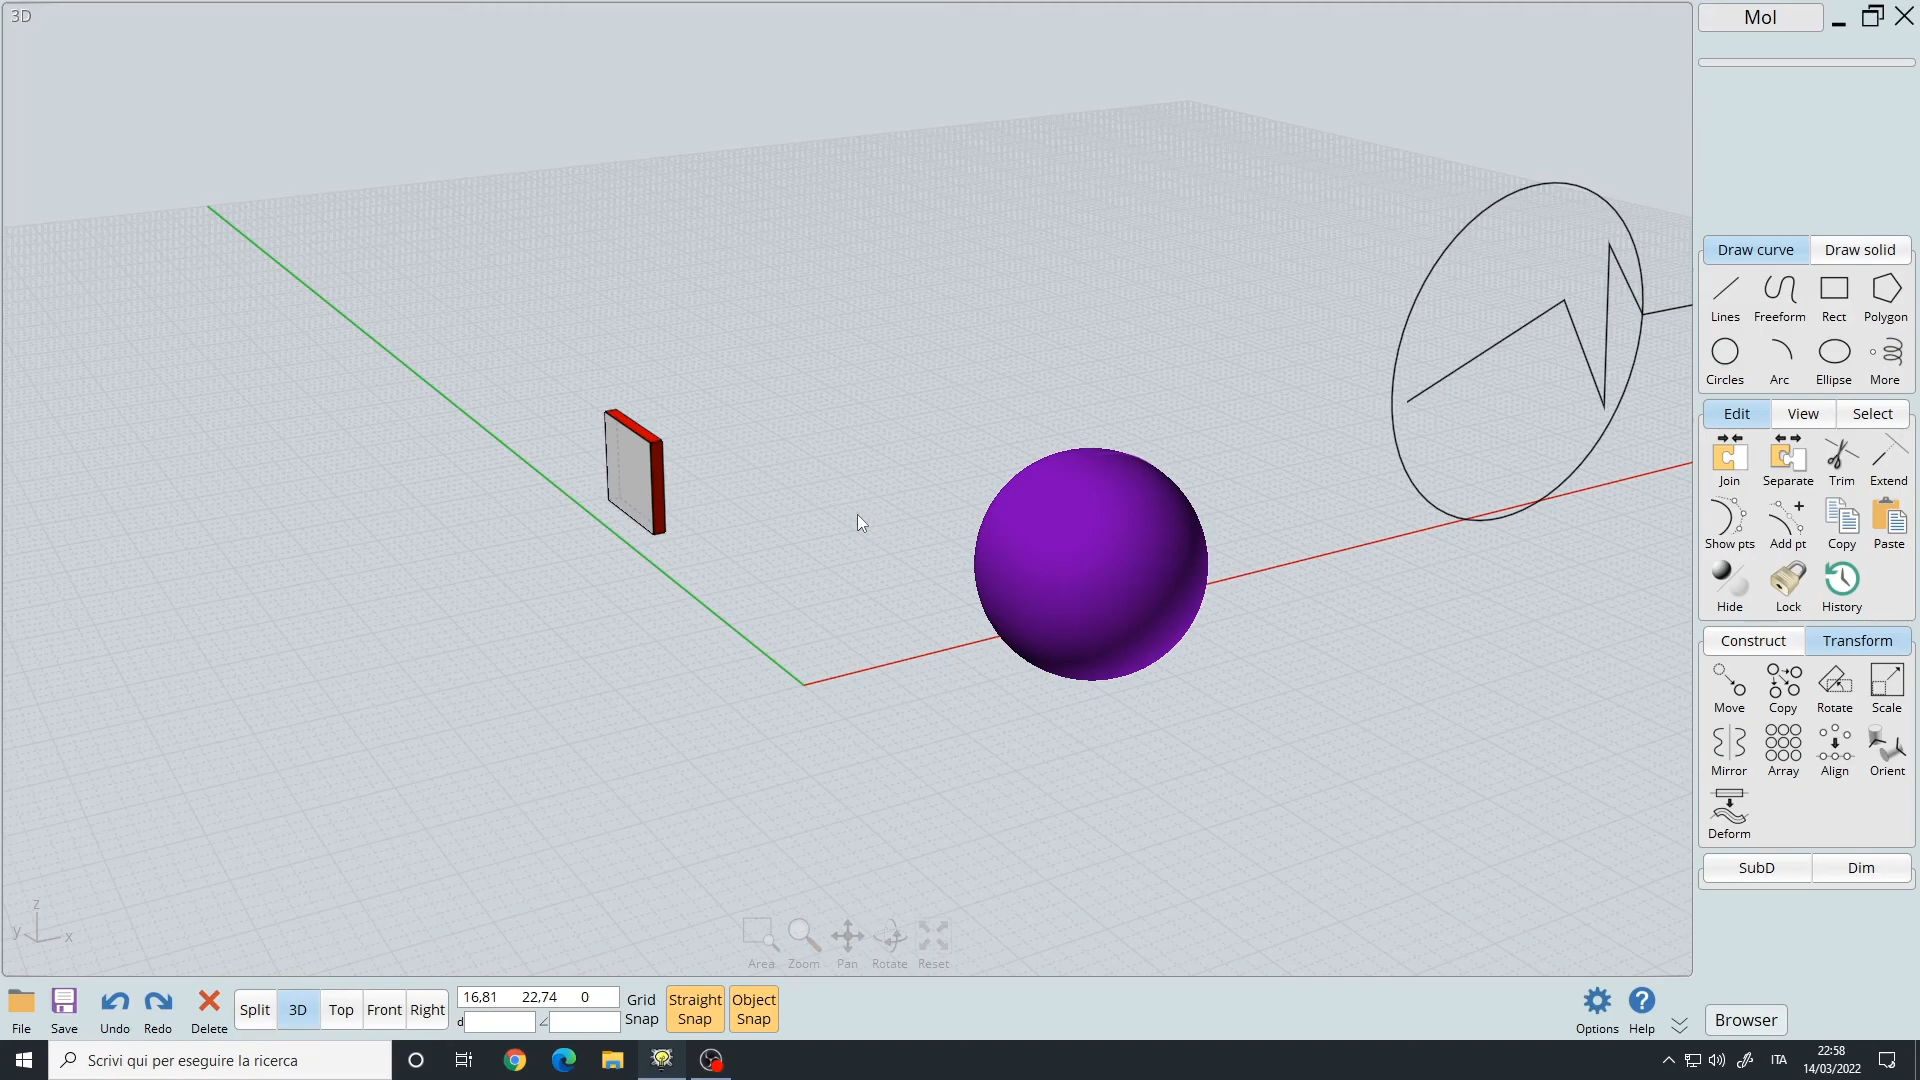 3D
MoI
Draw curve Draw solid
Lines Freeform Rect Polygon
Circles Arc Ellipse More
Edit View Select
Join Separate Trim Extend
Show pts Add pt Copy Paste
Hide Lock History
Construct Transform
Move Copy Rotate Scale
Mirror Array Align Orient
Deform
SubD Dim
z
y x
Area Zoom Pan Rotate Reset
File Save Undo Redo Delete
Split 3D Top Front Right
16,81 22,74 0
d
Grid Snap
Straight Snap
Object Snap
Options Help
Browser
Scrivi qui per eseguire la ricerca
ITA
22:58
14/03/2022